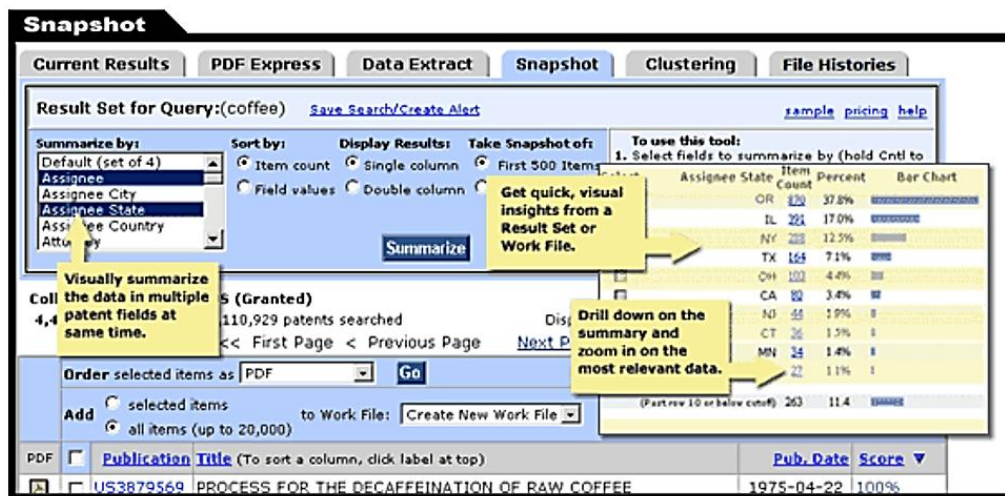 Snapshot
Current Results PDF Express Data Extract Snapshot Clustering File Histories
Result Set for Query:(coffee) Save Search/Create Alert sample pricing help
Summarize by: Sort by: Display Results: Take Snapshot of: To use this tool:
Default (set of 4) Item count Single column First 500 Items 1. Select fields to summarize by (hold Cntl to
Assignee
Assignee City Field values Double column
Assignee State
Assignee Country
Summarize
Visually summarize
the data in multiple
patent fields at
same time.
Get quick, visual
insights from a
Result Set or
Work File.
Assignee State Item Count Percent Bar Chart
OR 870 37.8%
IL 391 17.0%
NY 12.5%
TX 164 7.1%
OH 102 4.4%
CA 80 3.4%
NJ 44 1.9%
CT 36 1.5%
MN 34 1.4%
27 1.1%
263 11.4
Drill down on the
summary and
zoom in on the
most relevant data.
(Granted)
110,929 patents searched
<< First Page < Previous Page Next
Order selected items as PDF Go
Add selected items to Work File: Create New Work File
all items (up to 20,000)
PDF Publication Title (To sort a column, click label at top) Pub. Date Score
US3879569 PROCESS FOR THE DECAFFEINATION OF RAW COFFEE 1975-04-22 100%